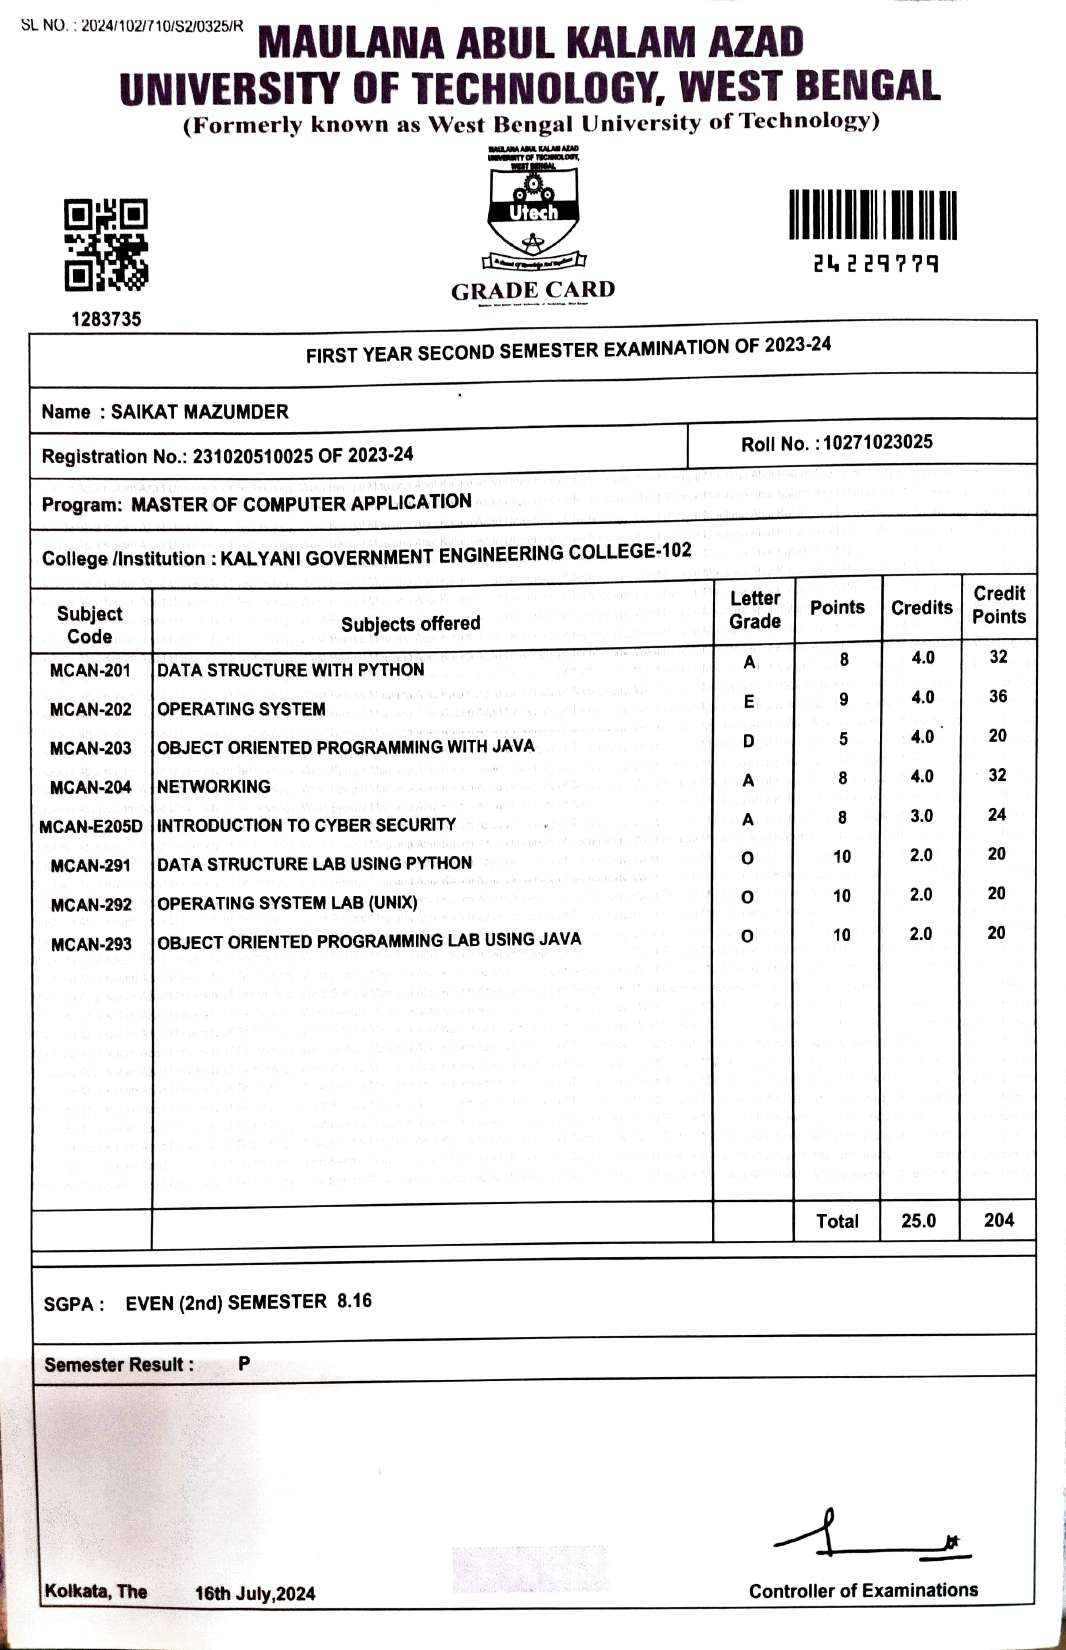 SL NO. : 2024/102/710/S2/0325/R
MAULANA ABUL KALAM AZAD
UNIVERSITY OF TECHNOLOGY, WEST BENGAL
(Formerly known as West Bengal University of Technology)
MAULANA ABUL KALAM AZAD
UNIVERSITY OF TECHNOLOGY,
WEST BENGAL
Utech
GRADE CARD
24229779
1283735
FIRST YEAR SECOND SEMESTER EXAMINATION OF 2023-24
Name : SAIKAT MAZUMDER
Registration No.: 231020510025 OF 2023-24 Roll No. : 10271023025
Program: MASTER OF COMPUTER APPLICATION
College /Institution : KALYANI GOVERNMENT ENGINEERING COLLEGE-102
Subject Code Subjects offered Letter Grade Points Credits Credit Points
MCAN-201 DATA STRUCTURE WITH PYTHON A 8 4.0 32
MCAN-202 OPERATING SYSTEM E 9 4.0 36
MCAN-203 OBJECT ORIENTED PROGRAMMING WITH JAVA D 5 4.0 20
MCAN-204 NETWORKING A 8 4.0 32
MCAN-E205D INTRODUCTION TO CYBER SECURITY A 8 3.0 24
MCAN-291 DATA STRUCTURE LAB USING PYTHON O 10 2.0 20
MCAN-292 OPERATING SYSTEM LAB (UNIX) O 10 2.0 20
MCAN-293 OBJECT ORIENTED PROGRAMMING LAB USING JAVA O 10 2.0 20
Total 25.0 204
SGPA : EVEN (2nd) SEMESTER 8.16
Semester Result : P
Kolkata, The 16th July,2024 Controller of Examinations